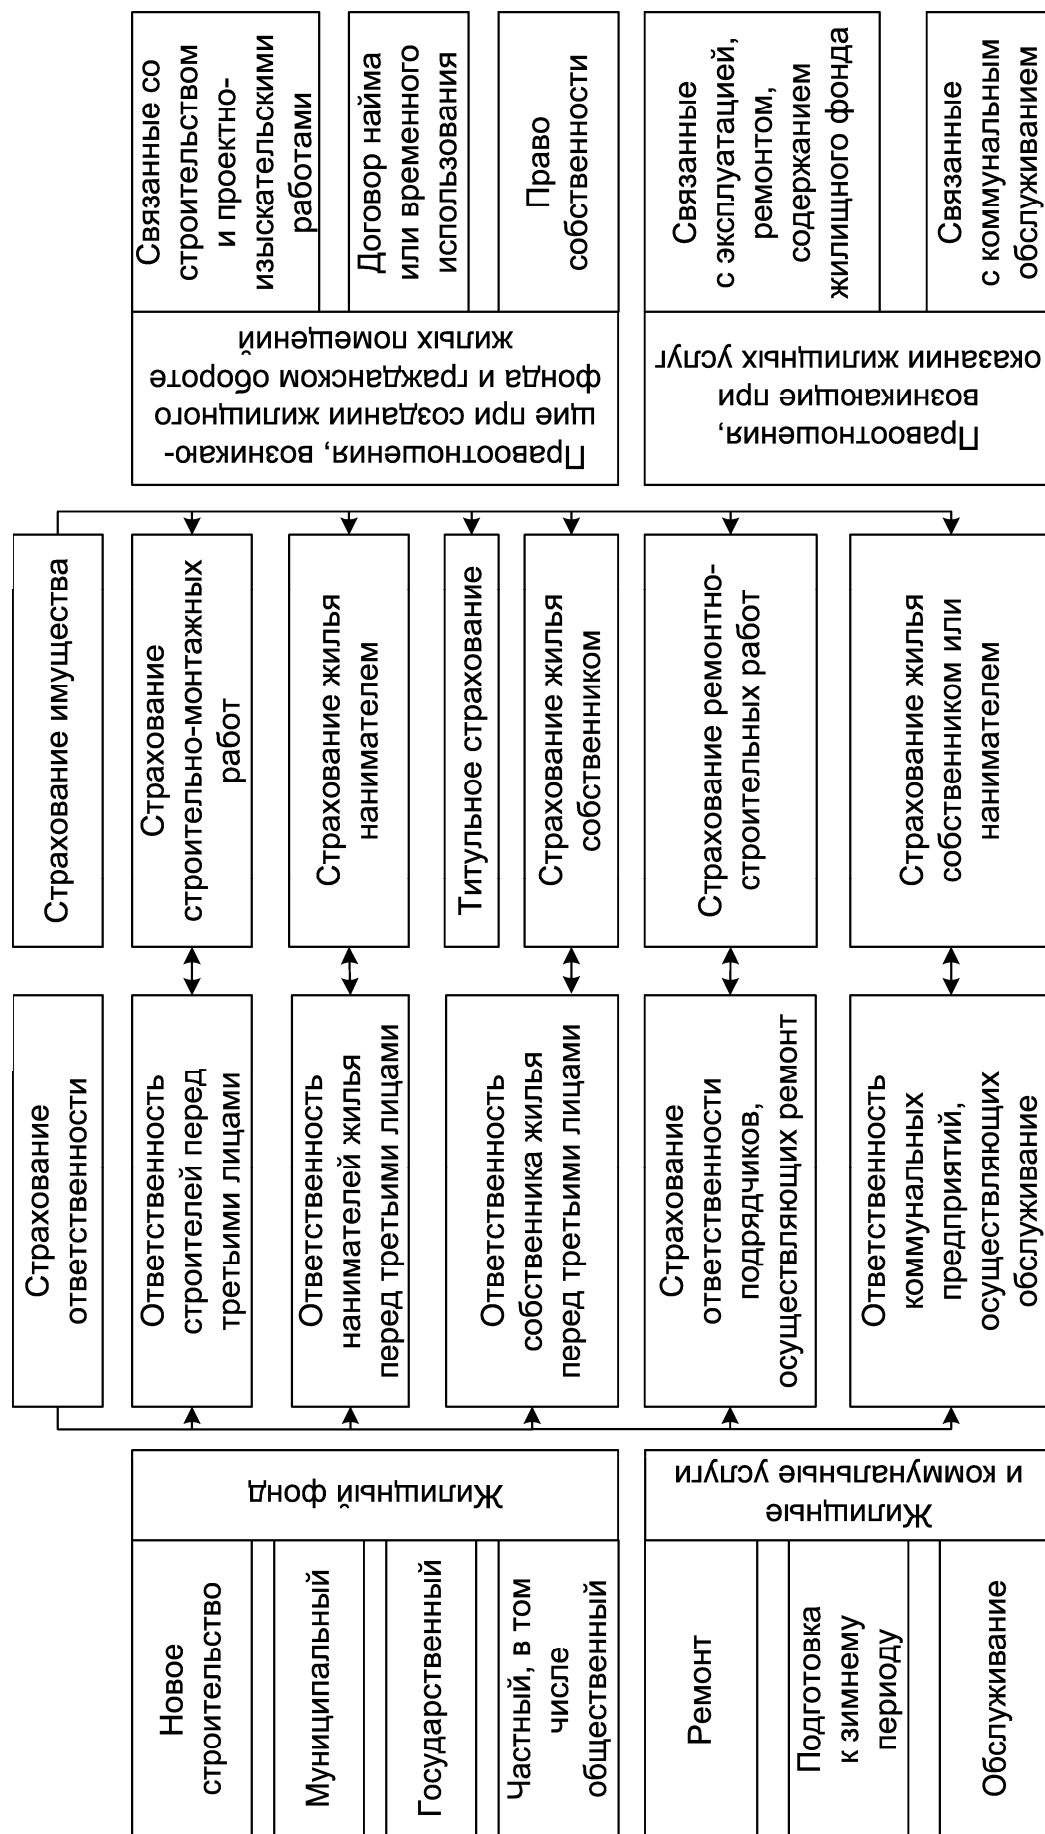 Новое
строительство
Муниципальный
Государственный
Частный, в том
числе
общественный
Ремонт
Подготовка
к зимнему
периоду
Обслуживание
Жилищный фонд
Жилищные
и коммунальные услуги
Страхование
ответственности
Ответственность
строителей перед
третьими лицами
Ответственность
нанимателей жилья
перед третьими лицами
Ответственность
собственника жилья
перед третьими лицами
Страхование
ответственности
подрядчиков,
осуществляющих ремонт
Ответственность
коммунальных
предприятий,
осуществляющих
обслуживание
Страхование имущества
Страхование
строительно-монтажных
работ
Страхование жилья
нанимателем
Титульное страхование
Страхование жилья
собственником
Страхование ремонтно-
строительных работ
Страхование жилья
собственником или
нанимателем
Правоотношения, возникаю-
щие при создании жилищного
фонда и гражданском обороте
жилых помещений
Правоотношения,
возникающие при
оказании жилищных услуг
Связанные со
строительством
и проектно-
изыскательскими
работами
Договор найма
или временного
использования
Право
собственности
Связанные
с эксплуатацией,
ремонтом,
содержанием
жилищного фонда
Связанные
с коммунальным
обслуживанием